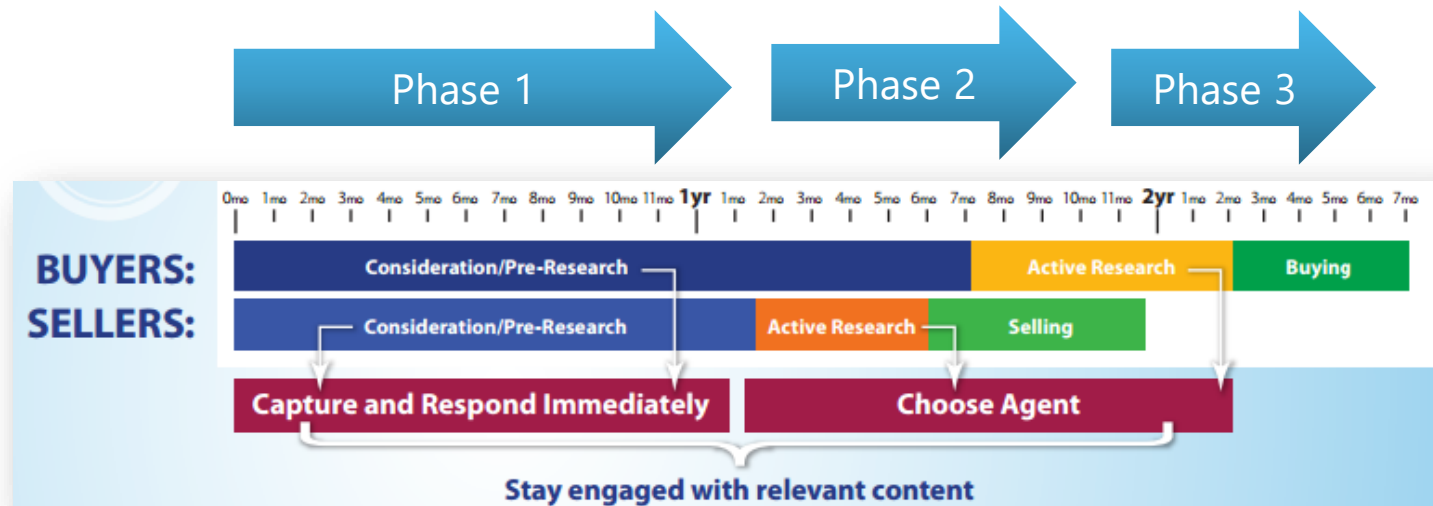 Phase 1
Phase 2
Phase 3
0mo 1mo 2mo 3mo 4mo 5mo 6mo 7mo 8mo 9mo 10mo 11mo 1yr 1mo 2mo 3mo 4mo 5mo 6mo 7mo 8mo 9mo 10mo 11mo 2yr 1mo 2mo 3mo 4mo 5mo 6mo 7mo
BUYERS: Consideration/Pre-Research Active Research Buying
SELLERS: Consideration/Pre-Research Active Research Selling
Capture and Respond Immediately Choose Agent
Stay engaged with relevant content